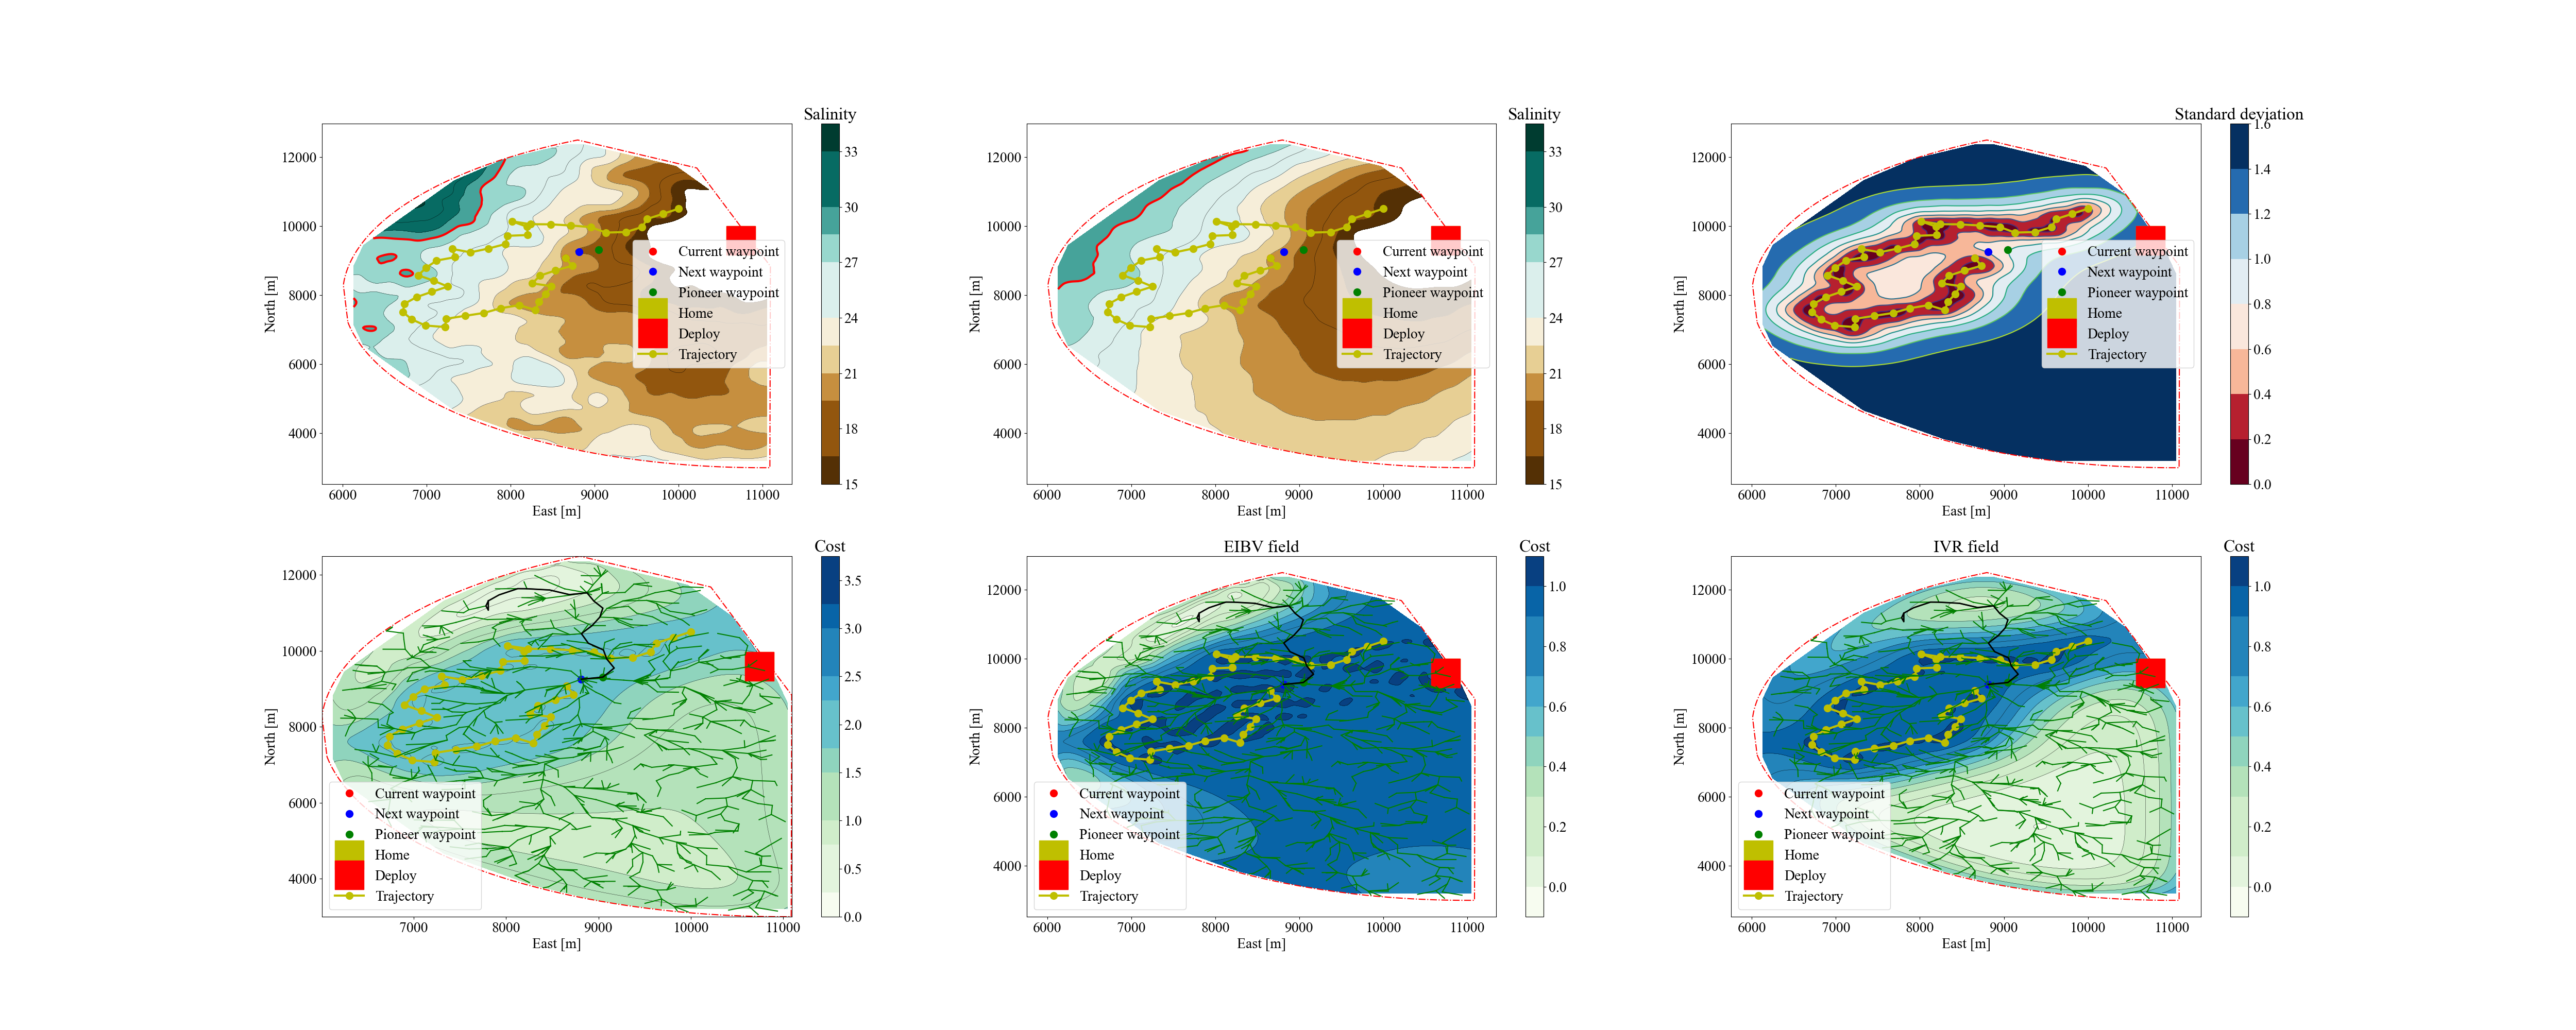 Salinity
12000
10000
8000
6000
4000
North [m]
6000 7000 8000 9000 10000 11000
East [m]
33
30
27
24
21
18
15
Current waypoint
Next waypoint
Pioneer waypoint
Home
Deploy
Trajectory
Salinity
12000
10000
8000
6000
4000
North [m]
6000 7000 8000 9000 10000 11000
East [m]
33
30
27
24
21
18
15
Current waypoint
Next waypoint
Pioneer waypoint
Home
Deploy
Trajectory
Standard deviation
12000
10000
8000
6000
4000
North [m]
6000 7000 8000 9000 10000 11000
East [m]
1.6
1.4
1.2
1.0
0.8
0.6
0.4
0.2
0.0
Current waypoint
Next waypoint
Pioneer waypoint
Home
Deploy
Trajectory
Cost
12000
10000
8000
6000
4000
North [m]
7000 8000 9000 10000 11000
East [m]
3.5
3.0
2.5
2.0
1.5
1.0
0.5
0.0
Current waypoint
Next waypoint
Pioneer waypoint
Home
Deploy
Trajectory
EIBV field
Cost
12000
10000
8000
6000
4000
North [m]
6000 7000 8000 9000 10000 11000
East [m]
1.0
0.8
0.6
0.4
0.2
0.0
Current waypoint
Next waypoint
Pioneer waypoint
Home
Deploy
Trajectory
IVR field
Cost
12000
10000
8000
6000
4000
North [m]
6000 7000 8000 9000 10000 11000
East [m]
1.0
0.8
0.6
0.4
0.2
0.0
Current waypoint
Next waypoint
Pioneer waypoint
Home
Deploy
Trajectory